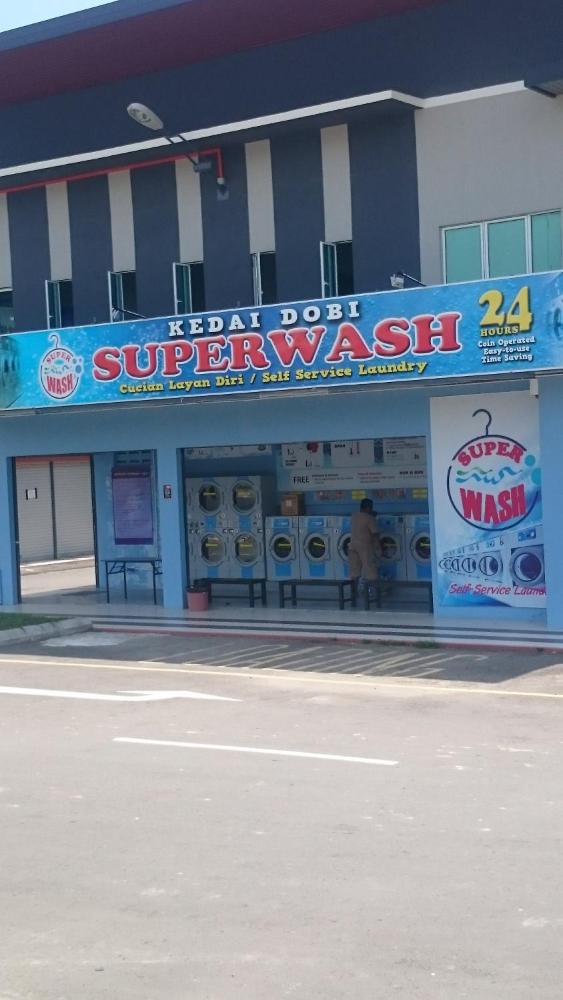 KEDAI DOBI
SUPERWASH
Cucian Layan Diri / Self Service Laundry
24
HOURS
Coin Operated
Easy-to-use
Time Saving
SUPER
WASH
SUPER
WASH
Self-Service
FREE